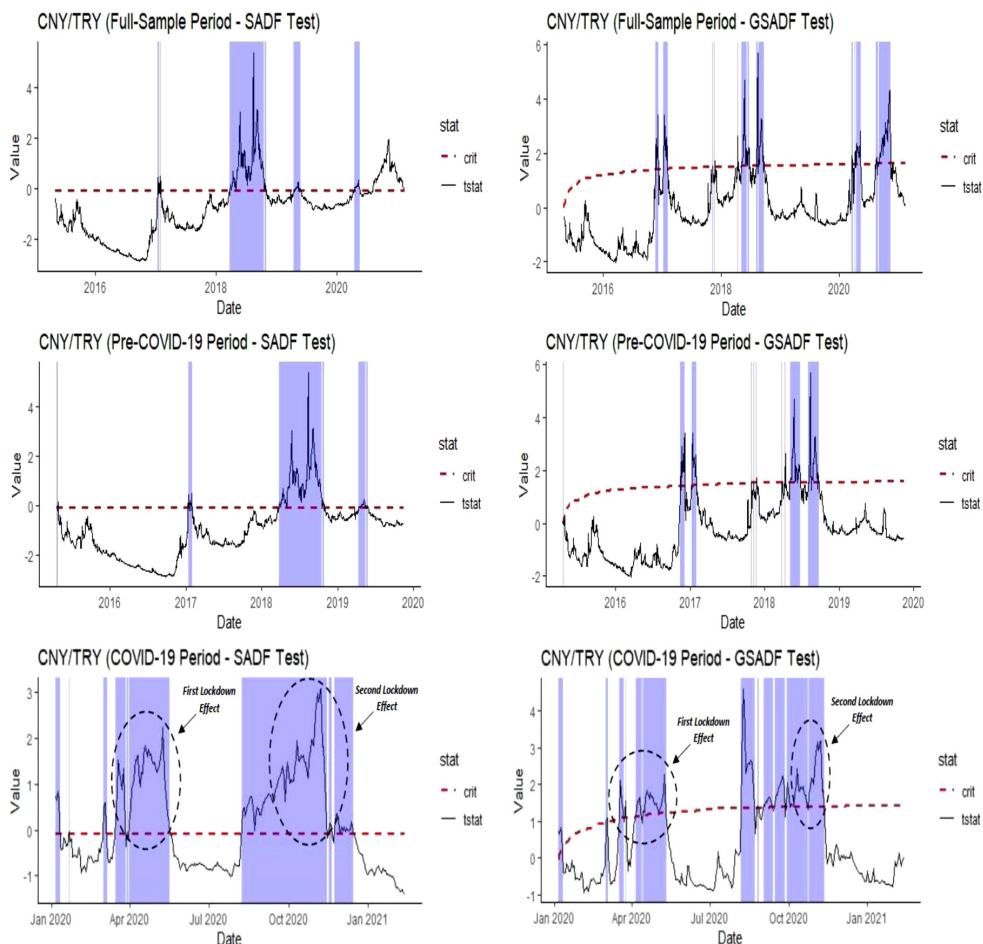 CNY/TRY (Full-Sample Period - SADF Test)
Value
4
2
0
-2
2016
2018
2020
Date
stat
crit
tstat
CNY/TRY (Full-Sample Period - GSADF Test)
Value
6
4
2
0
-2
2016
2018
2020
Date
stat
crit
tstat
CNY/TRY (Pre-COVID-19 Period - SADF Test)
Value
4
2
0
-2
2016
2017
2018
2019
2020
Date
stat
crit
tstat
CNY/TRY (Pre-COVID-19 Period - GSADF Test)
Value
6
4
2
0
-2
2016
2017
2018
2019
2020
Date
stat
crit
tstat
CNY/TRY (COVID-19 Period - SADF Test)
First Lockdown
Effect
Second Lockdown
Effect
Value
3
2
1
0
-1
Jan 2020
Apr 2020
Jul 2020
Oct 2020
Jan 2021
Date
stat
crit
tstat
CNY/TRY (COVID-19 Period - GSADF Test)
First Lockdown
Effect
Second Lockdown
Effect
Value
4
3
2
1
0
-1
Jan 2020
Apr 2020
Jul 2020
Oct 2020
Jan 2021
Date
stat
crit
tstat